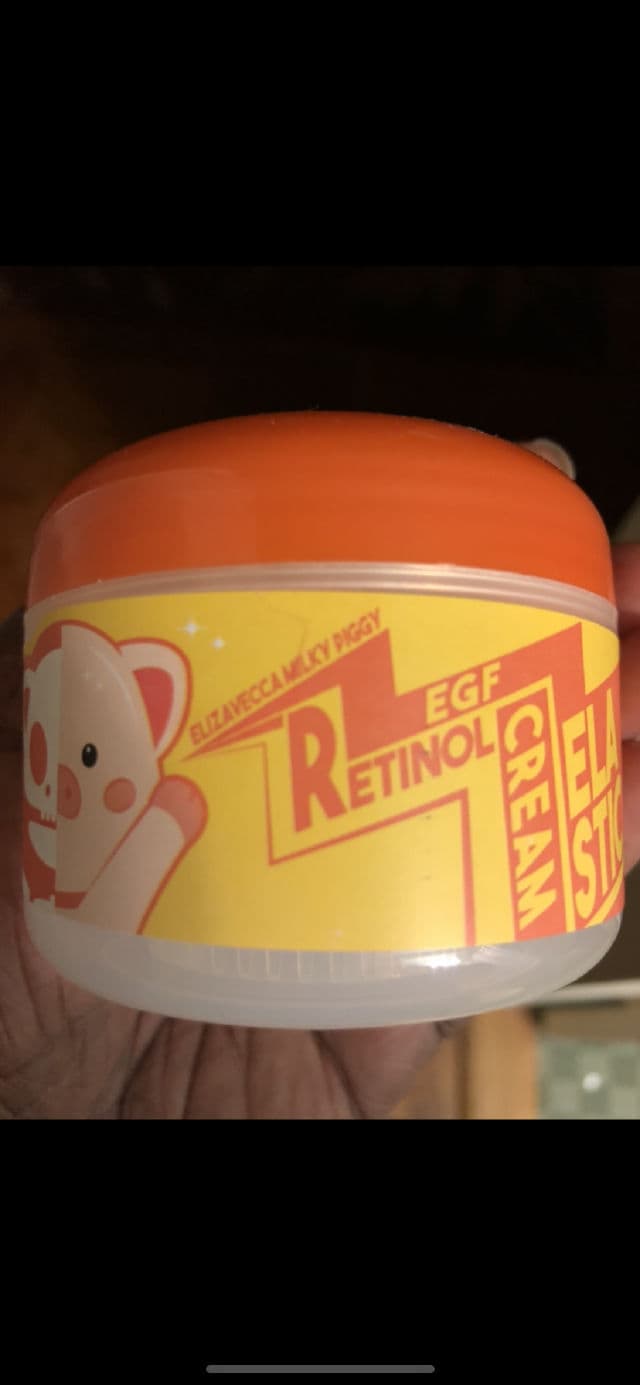 ELIZAVECCA MILKY PIGGY
EGF
RETINOL
CREAM
ELA
STIC